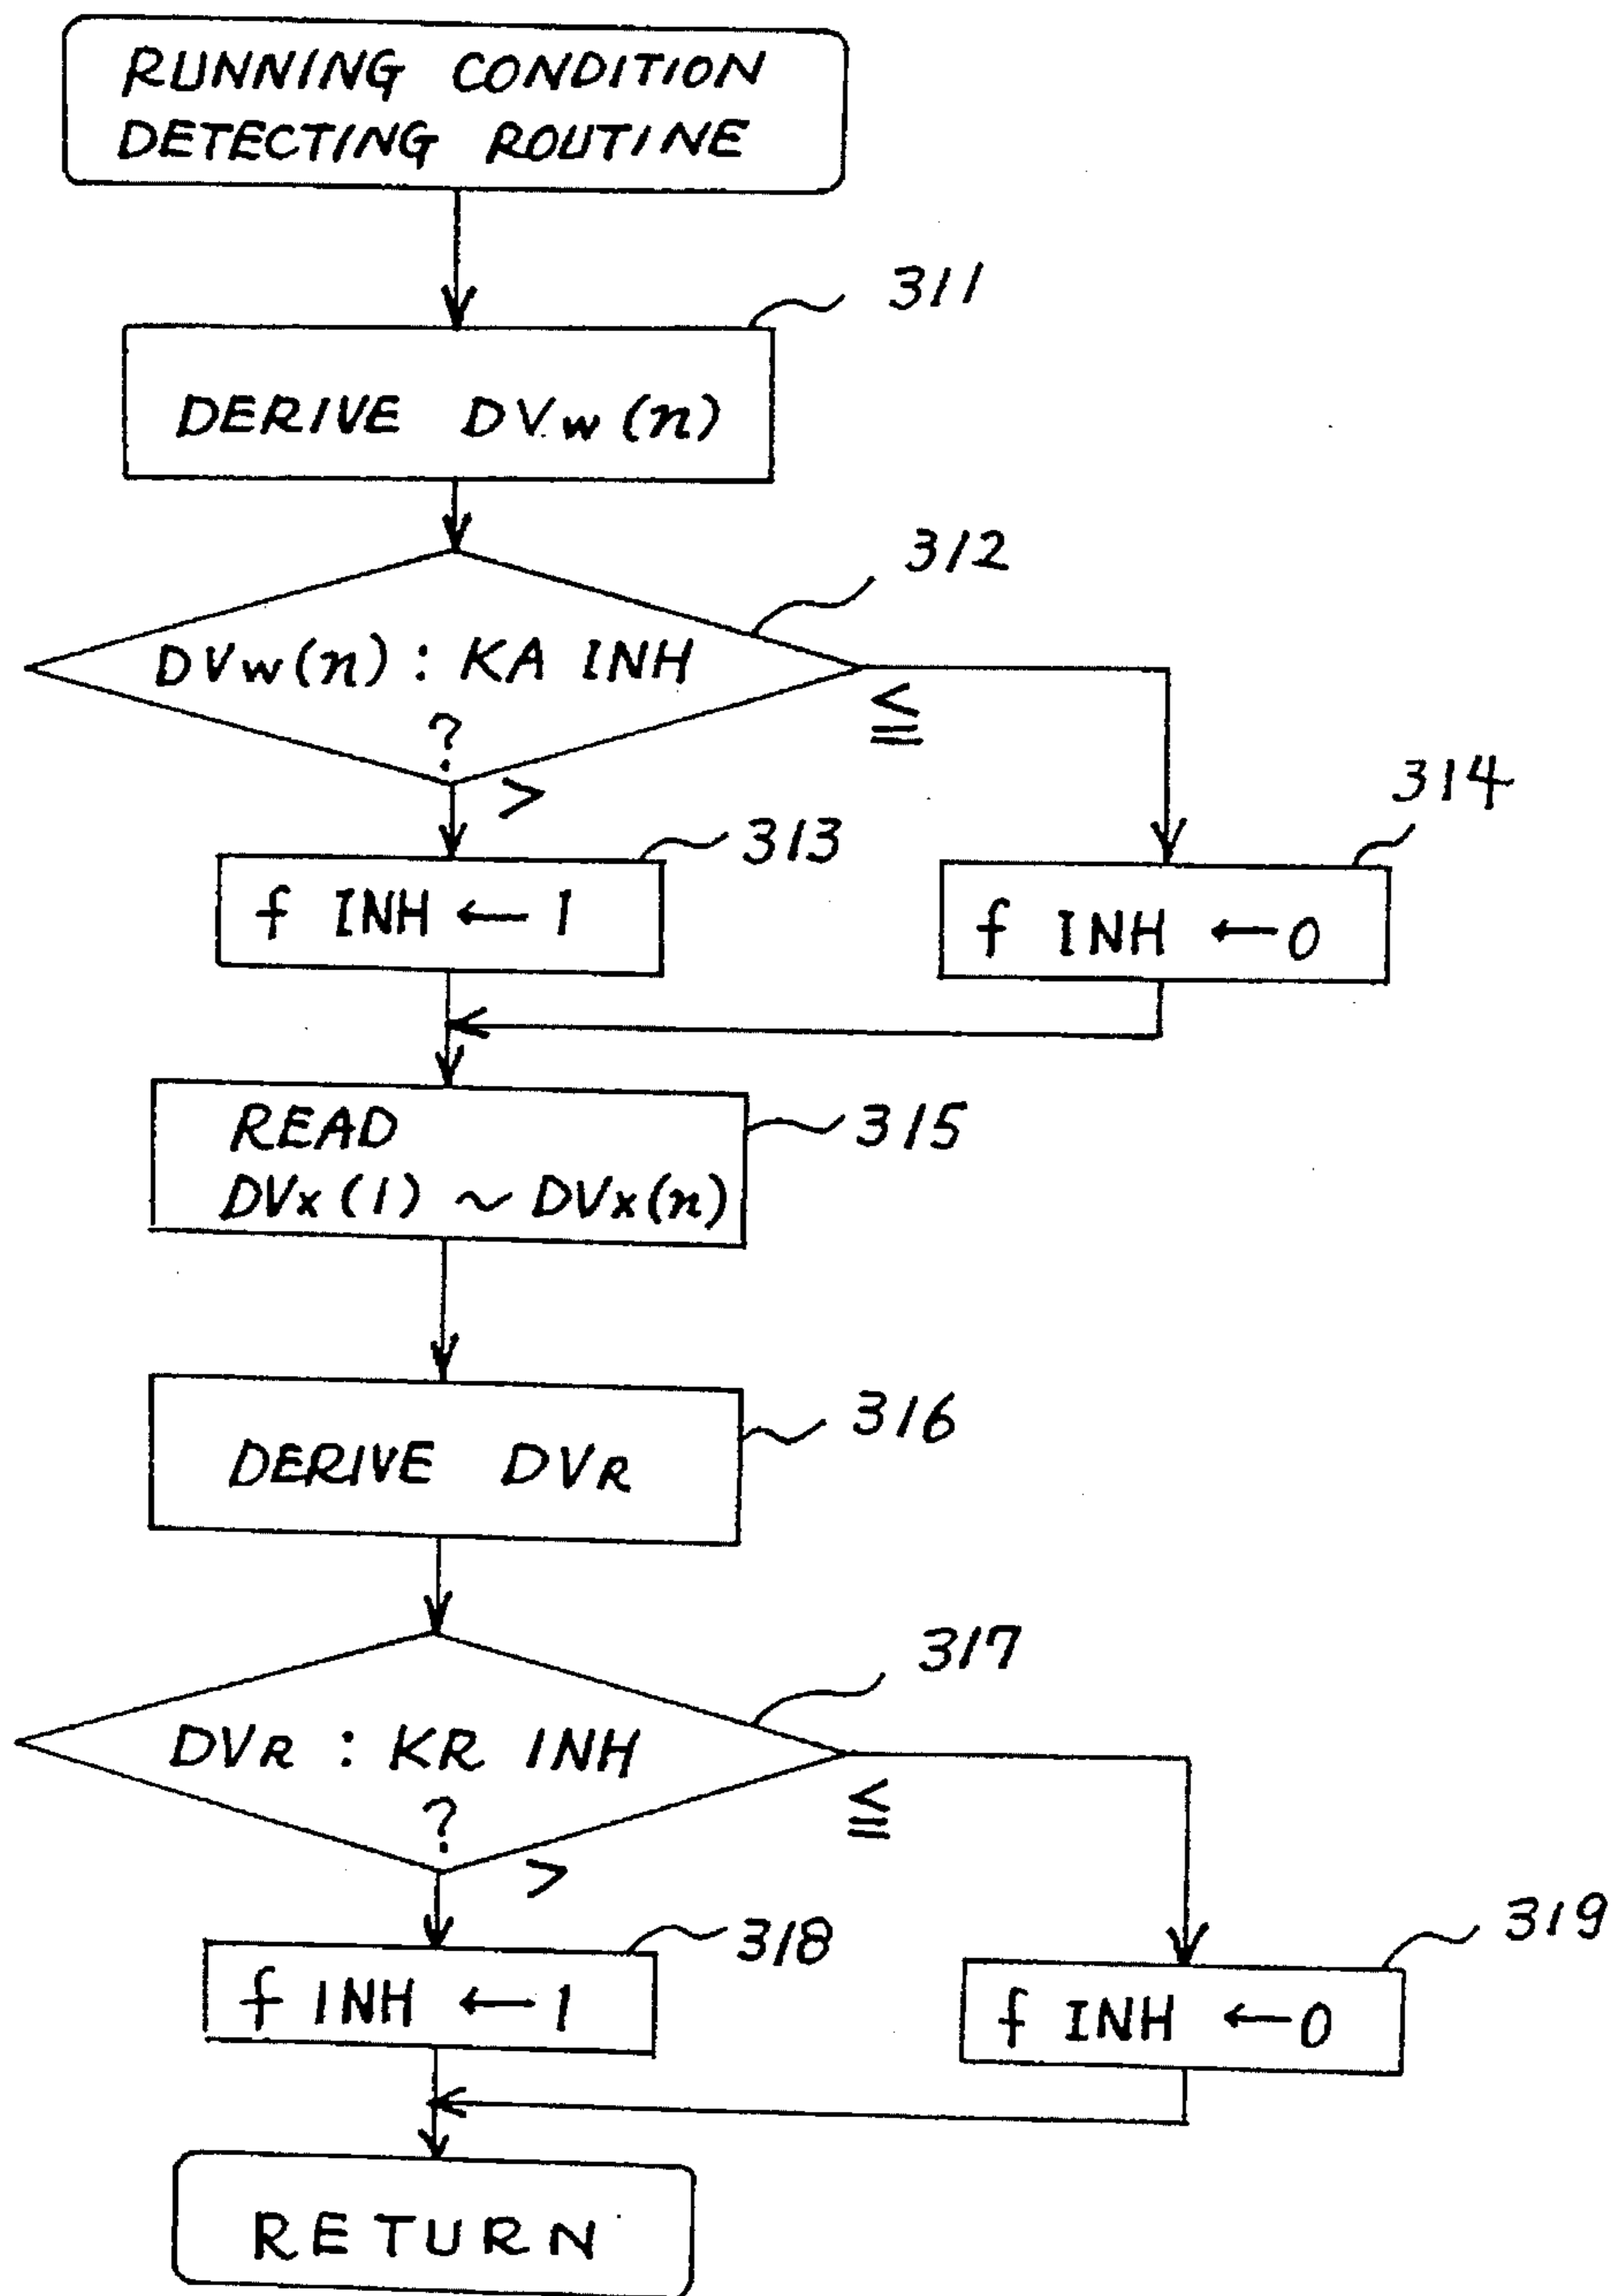 RUNNING CONDITION
DETECTING ROUTINE
311
DERIVE DVw(n)
312
DVw(n) : KA INH
?
≦
>
313
314
f INH ← 1
f INH ← 0
READ
315
DVx(1) ~ DVx(n)
316
DERIVE DVR
317
DVR : KR INH
?
≦
>
318
319
f INH ← 1
f INH ← 0
RETURN